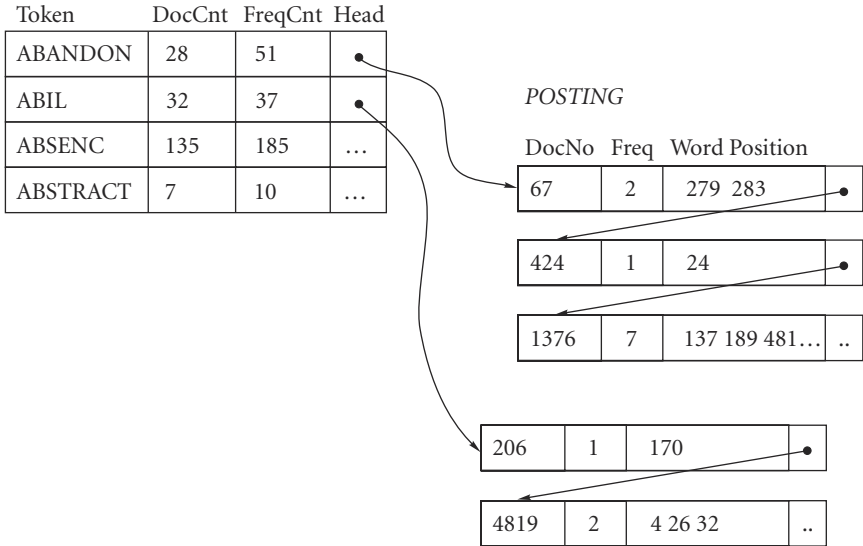 Token DocCnt FreqCnt Head
ABANDON 28 51
ABIL 32 37
ABSENC 135 185 …
ABSTRACT 7 10 …
POSTING
DocNo Freq Word Position
67 2 279 283
424 1 24
1376 7 137 189 481… ..
206 1 170
4819 2 4 26 32 ..